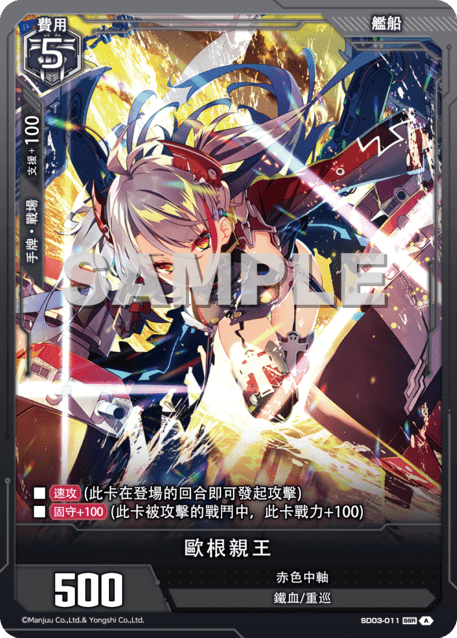 費用
5
艦船
手牌・戰場 支援+100
SAMPLE
速攻 (此卡在登場的回合即可發起攻擊)
固守+100 (此卡被攻擊的戰鬥中，此卡戰力+100)
歐根親王
500
赤色中軸
鐵血/重巡
©Manjuu Co.,Ltd.& Yongshi Co.,Ltd.
SD03-011 SSR A